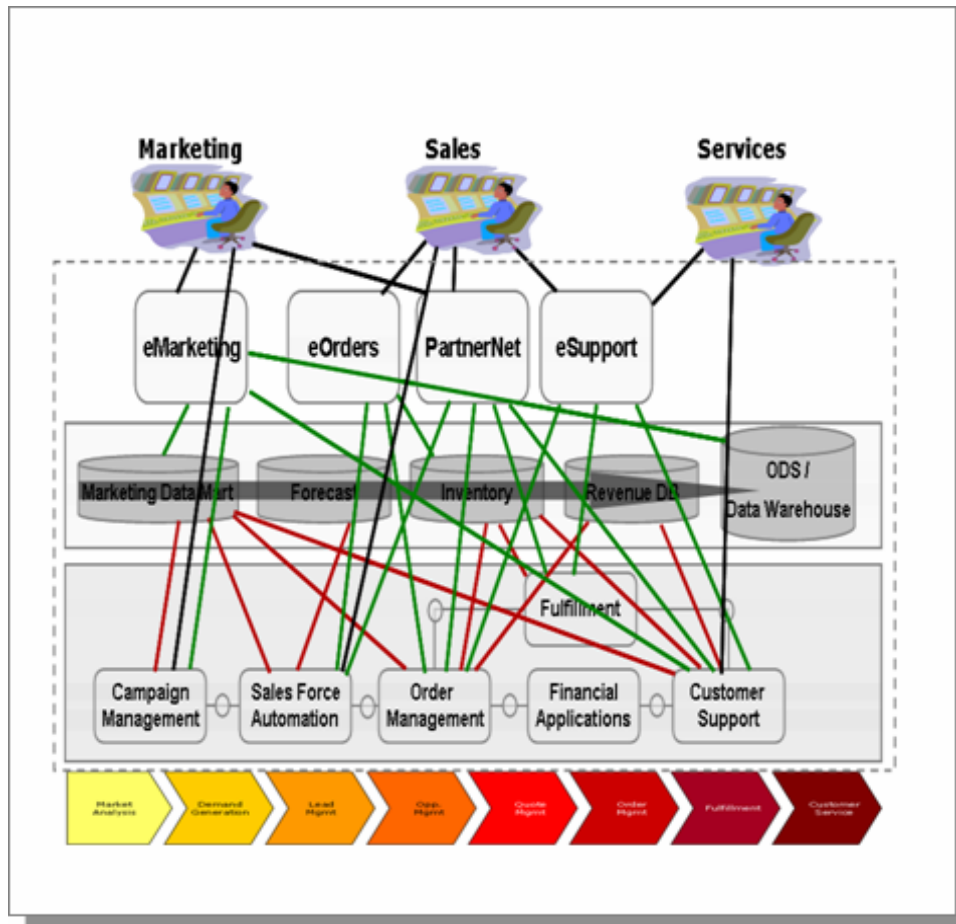 Marketing
Sales
Services
eMarketing
eOrders
PartnerNet
eSupport
Marketing Data Mart
Forecast
Inventory
Revenue DB
ODS /
Data Warehouse
Fulfillment
Campaign
Management
Sales Force
Automation
Order
Management
Financial
Applications
Customer
Support
Market
Analysis
Demand
Generation
Lead
Mgmt
Opp.
Mgmt
Quote
Mgmt
Order
Mgmt
Fulfillment
Customer
Service